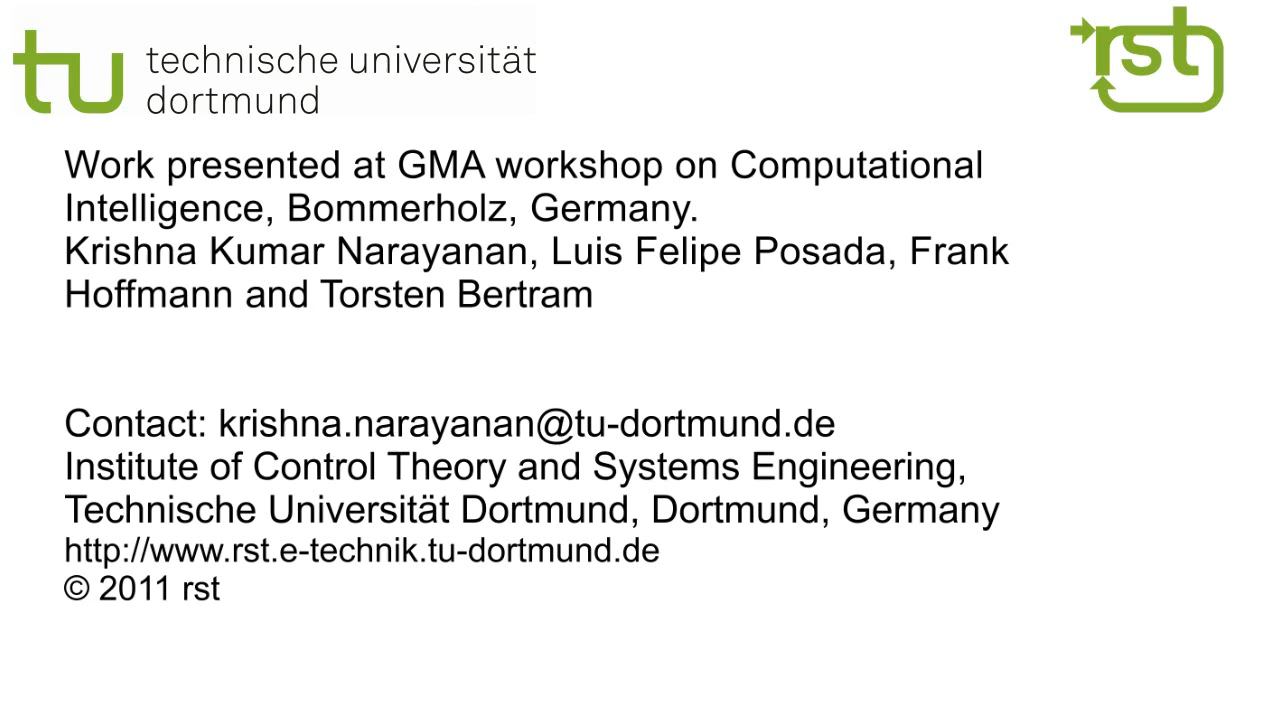 tu technische universität
dortmund
rst
Work presented at GMA workshop on Computational
Intelligence, Bommerholz, Germany.
Krishna Kumar Narayanan, Luis Felipe Posada, Frank
Hoffmann and Torsten Bertram
Contact: krishna.narayanan@tu-dortmund.de
Institute of Control Theory and Systems Engineering,
Technische Universität Dortmund, Dortmund, Germany
http://www.rst.e-technik.tu-dortmund.de
© 2011 rst